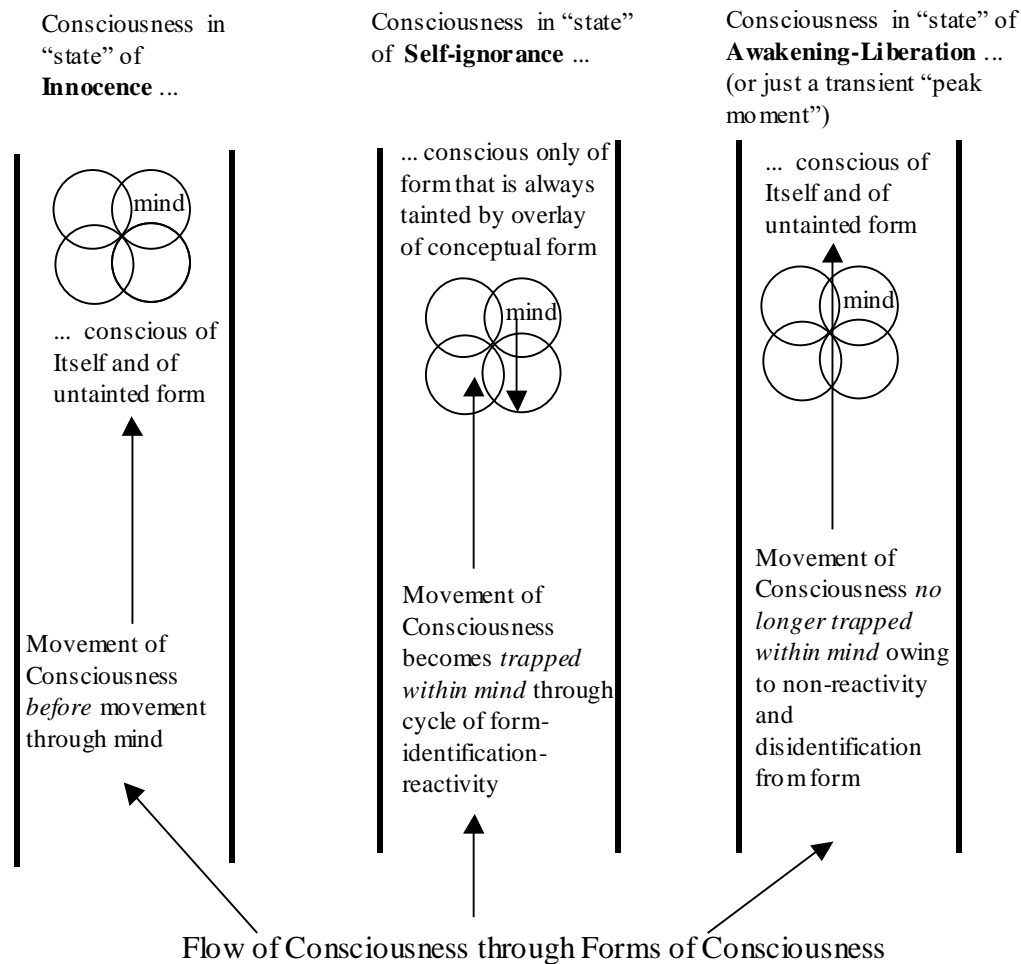 Consciousness in
“state” of
Innocence ...
mind
... conscious of
Itself and of
untainted form
Movement of
Consciousness
before movement
through mind
Consciousness in “state”
of Self-ignorance ...
... conscious only of
form that is always
tainted by overlay
of conceptual form
mind
Movement of
Consciousness
becomes trapped
within mind through
cycle of form-
identification-
reactivity
Consciousness in “state” of
Awakening-Liberation ...
(or just a transient “peak
moment”)
... conscious of
Itself and of
untainted form
mind
Movement of
Consciousness no
longer trapped
within mind owing
to non-reactivity
and
disidentification
from form
Flow of Consciousness through Forms of Consciousness